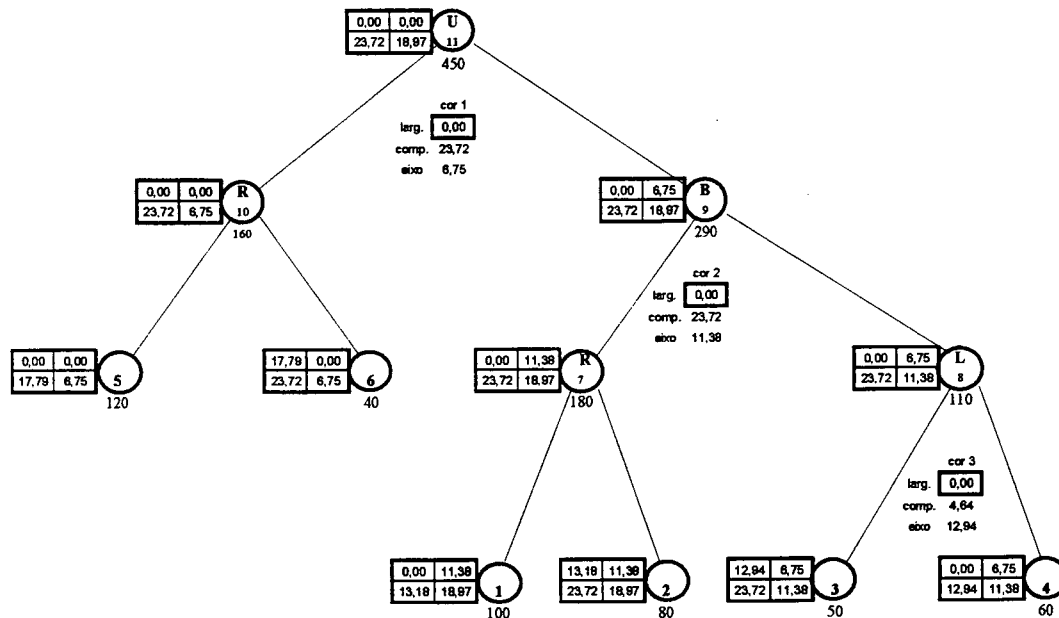 0,00 0,00 U
23,72 18,97 11
450
cor 1
larg. 0,00
comp. 23,72
eixo 6,75
0,00 0,00 R
23,72 6,75 10
160
0,00 6,75 B
23,72 18,97 9
290
cor 2
larg. 0,00
comp. 23,72
eixo 11,38
0,00 0,00
17,79 6,75 5
120
17,79 0,00
23,72 6,75 6
40
0,00 11,38 R
23,72 18,97 7
180
0,00 6,75 L
23,72 11,38 8
110
cor 3
larg. 0,00
comp. 4,64
eixo 12,94
0,00 11,38
13,18 18,97 1
100
13,18 11,38
23,72 18,97 2
80
12,94 6,75
23,72 11,38 3
50
0,00 6,75
12,94 11,38 4
60